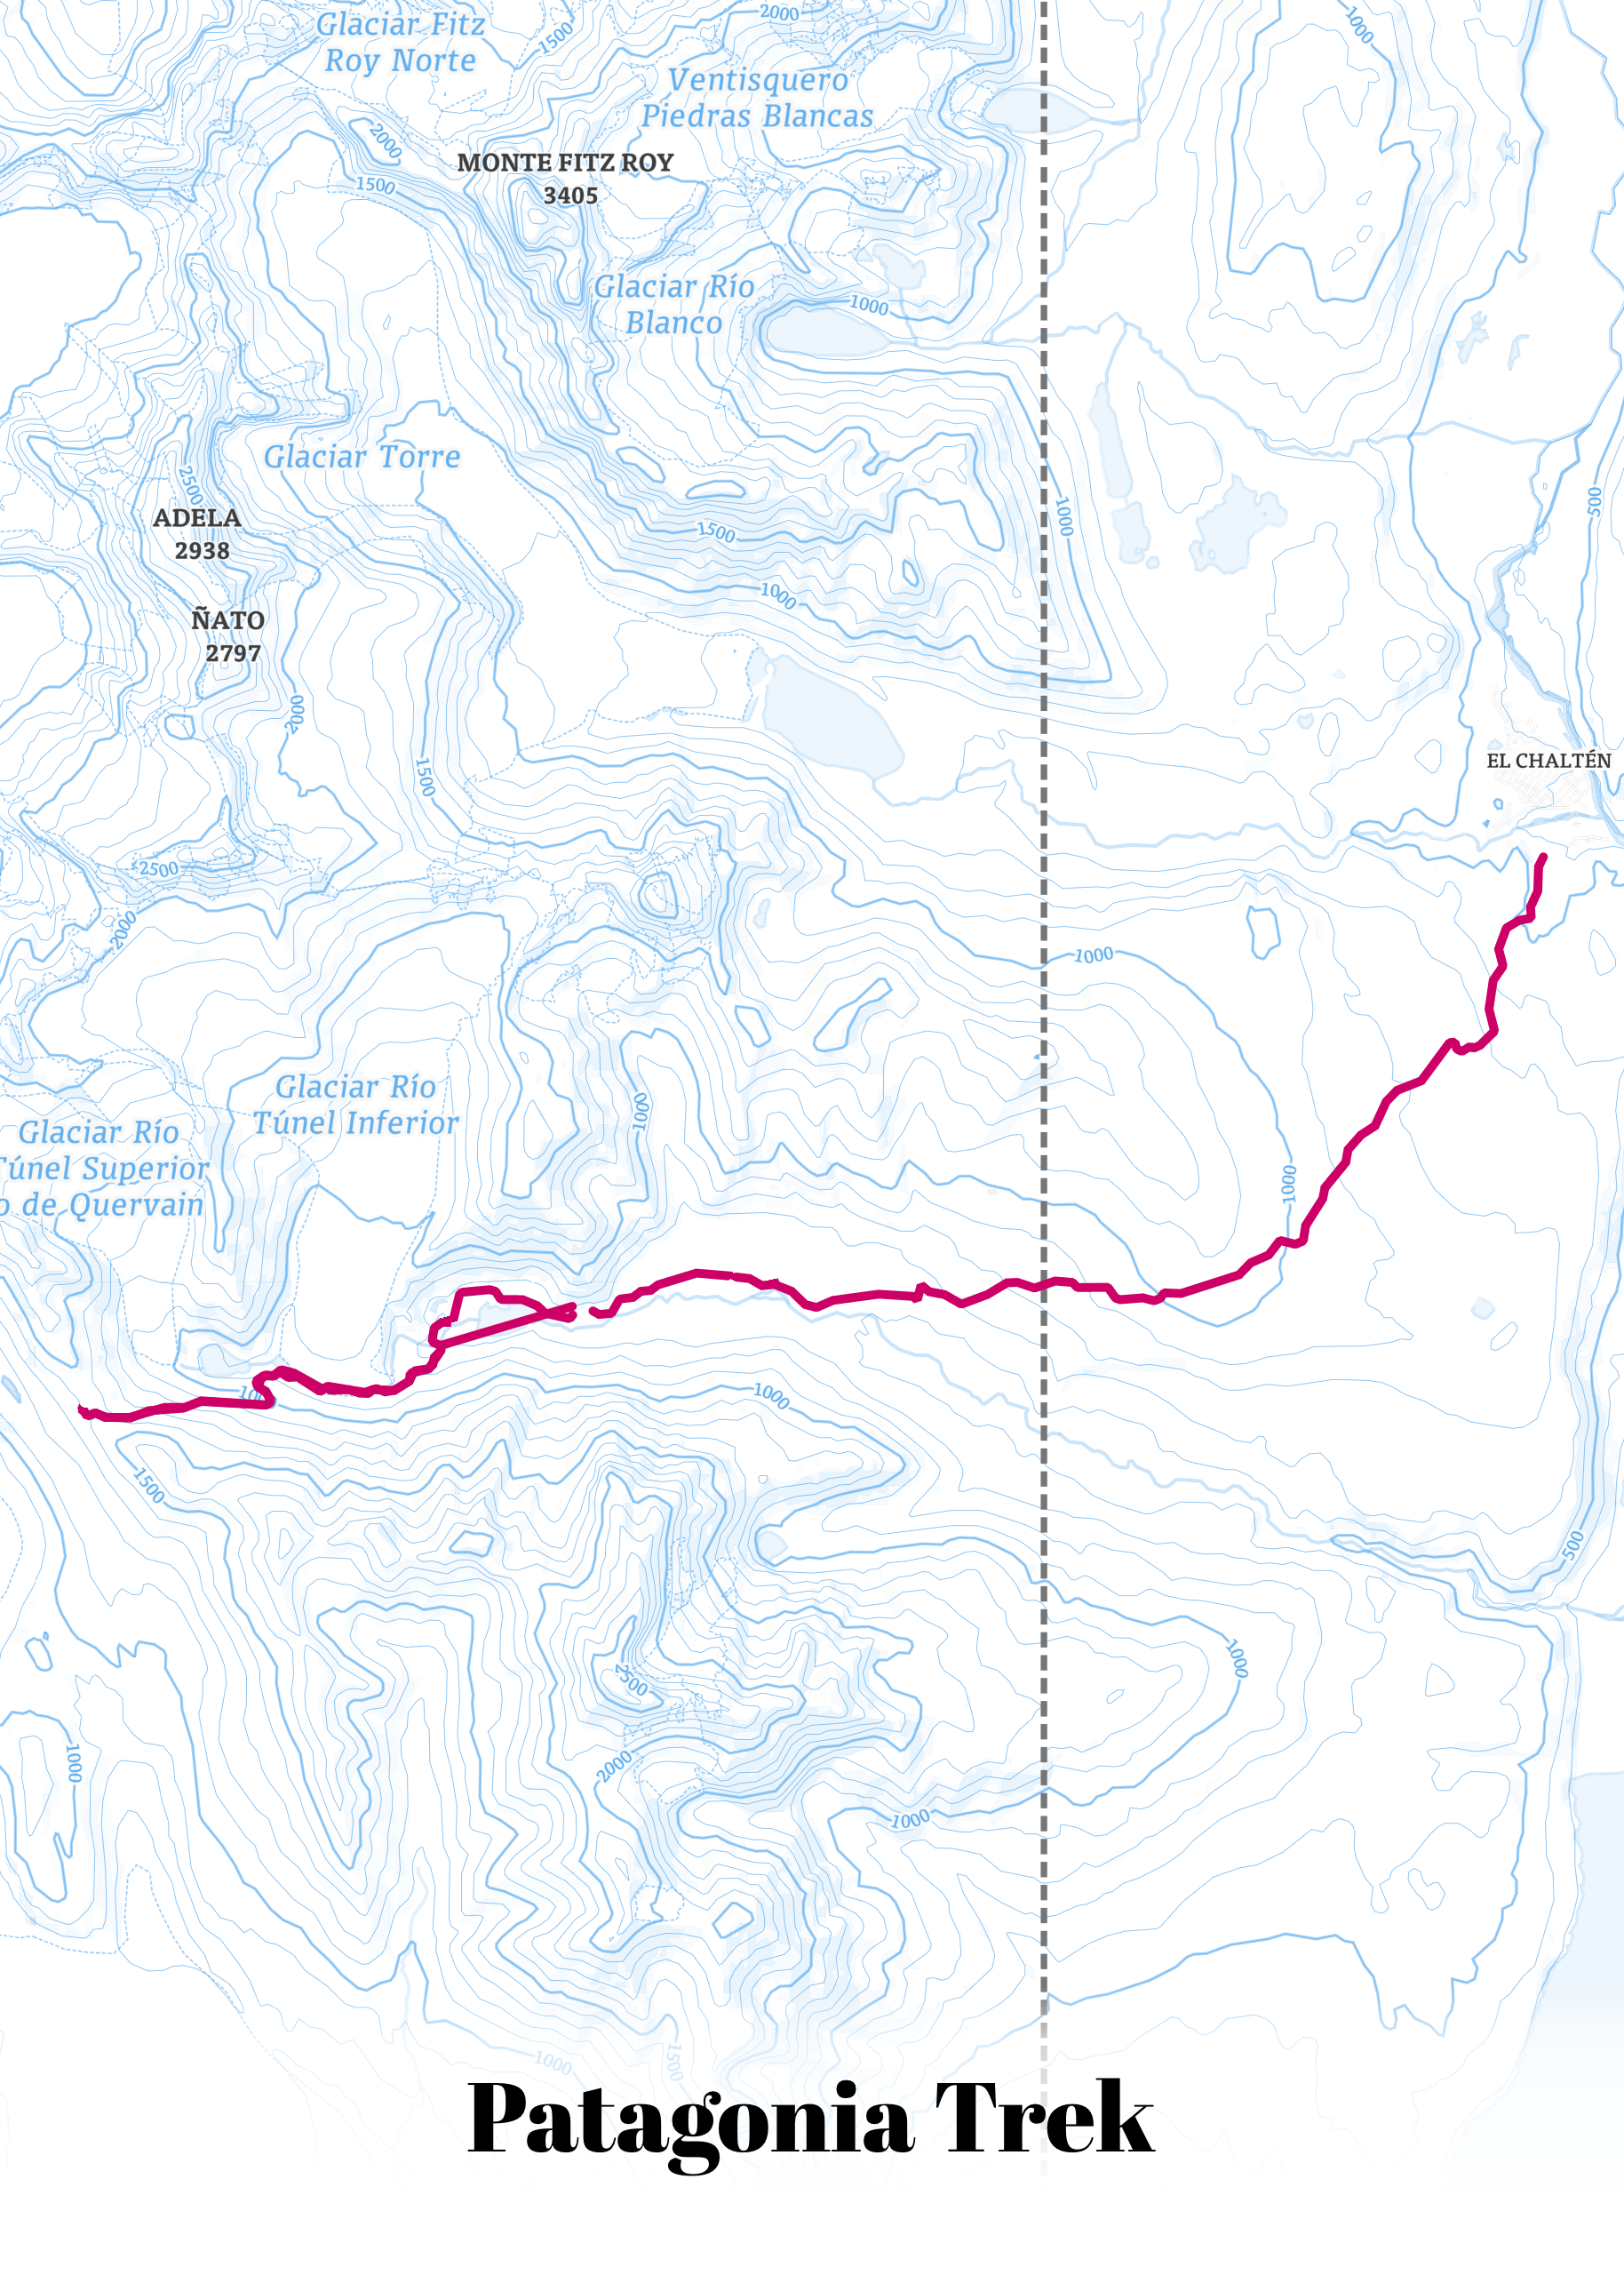 Glaciar Fitz
Roy Norte
1500
2000
1000
Ventisquero
Piedras Blancas
2000
1500
MONTE FITZ ROY
3405
Glaciar Río
Blanco
1000
Glaciar Torre
2500
ADELA
2938
1500
1000
500
1000
ÑATO
2797
2000
1500
EL CHALTÉN
2500
2000
1000
Glaciar Río
Túnel Inferior
1000
Glaciar Río
Túnel Superior
o de Quervain
1000
1000
1500
500
2500
1000
1000
2000
1000
1000
1500
Patagonia Trek